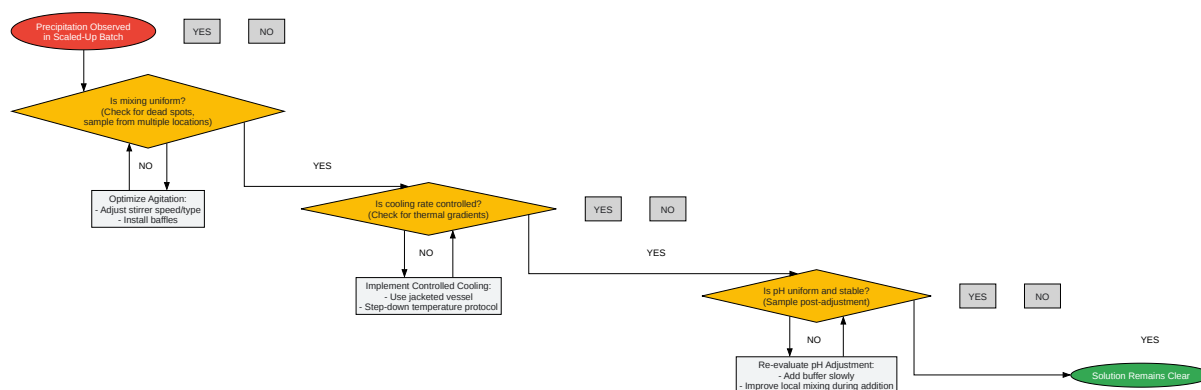 Precipitation Observed
in Scaled-Up Batch
YES
NO
Is mixing uniform?
(Check for dead spots,
sample from multiple locations)
NO
YES
Optimize Agitation:
- Adjust stirrer speed/type
- Install baffles
Is cooling rate controlled?
(Check for thermal gradients)
YES
NO
NO
YES
Implement Controlled Cooling:
- Use jacketed vessel
- Step-down temperature protocol
Is pH uniform and stable?
(Sample post-adjustment)
YES
NO
NO
YES
Re-evaluate pH Adjustment:
- Add buffer slowly
- Improve local mixing during addition
Solution Remains Clear